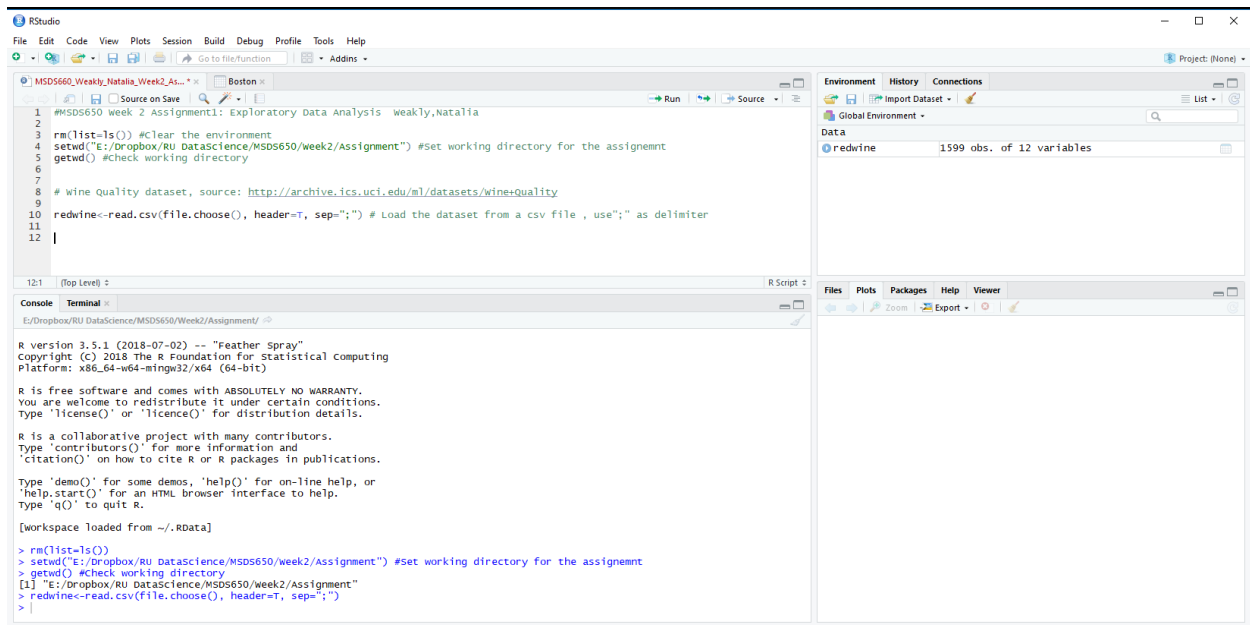 RStudio
File Edit Code View Plots Session Build Debug Profile Tools Help
Go to file/function Addins Project: (None)
MSDS660_Weakly_Natalia_Week2_As...* Boston
Source on Save Run Source
1 #MSDS650 Week 2 Assignment1: Exploratory Data Analysis Weakly,Natalia
2
3 rm(list=ls()) #Clear the environment
4 setwd("E:/Dropbox/RU DataScience/MSDS650/Week2/Assignment") #Set working directory for the assignemnt
5 getwd() #Check working directory
6
7
8 # Wine Quality dataset, source: http://archive.ics.uci.edu/ml/datasets/Wine+Quality
9
10 redwine<-read.csv(file.choose(), header=T, sep=";") # Load the dataset from a csv file , use";" as delimiter
11
12
12:1 (Top Level) R Script
Console Terminal
E:/Dropbox/RU DataScience/MSDS650/Week2/Assignment/
R version 3.5.1 (2018-07-02) -- "Feather Spray"
Copyright (C) 2018 The R Foundation for Statistical Computing
Platform: x86_64-w64-mingw32/x64 (64-bit)
R is free software and comes with ABSOLUTELY NO WARRANTY.
You are welcome to redistribute it under certain conditions.
Type 'license()' or 'licence()' for distribution details.
R is a collaborative project with many contributors.
Type 'contributors()' for more information and
'citation()' on how to cite R or R packages in publications.
Type 'demo()' for some demos, 'help()' for on-line help, or
'help.start()' for an HTML browser interface to help.
Type 'q()' to quit R.
[Workspace loaded from ~/.RData]
> rm(list=ls())
> setwd("E:/Dropbox/RU DataScience/MSDS650/Week2/Assignment") #Set working directory for the assignemnt
> getwd() #Check working directory
[1] "E:/Dropbox/RU DataScience/MSDS650/Week2/Assignment"
> redwine<-read.csv(file.choose(), header=T, sep=";")
>
Environment History Connections
Import Dataset List
Global Environment
Data
redwine 1599 obs. of 12 variables
Files Plots Packages Help Viewer
Zoom Export